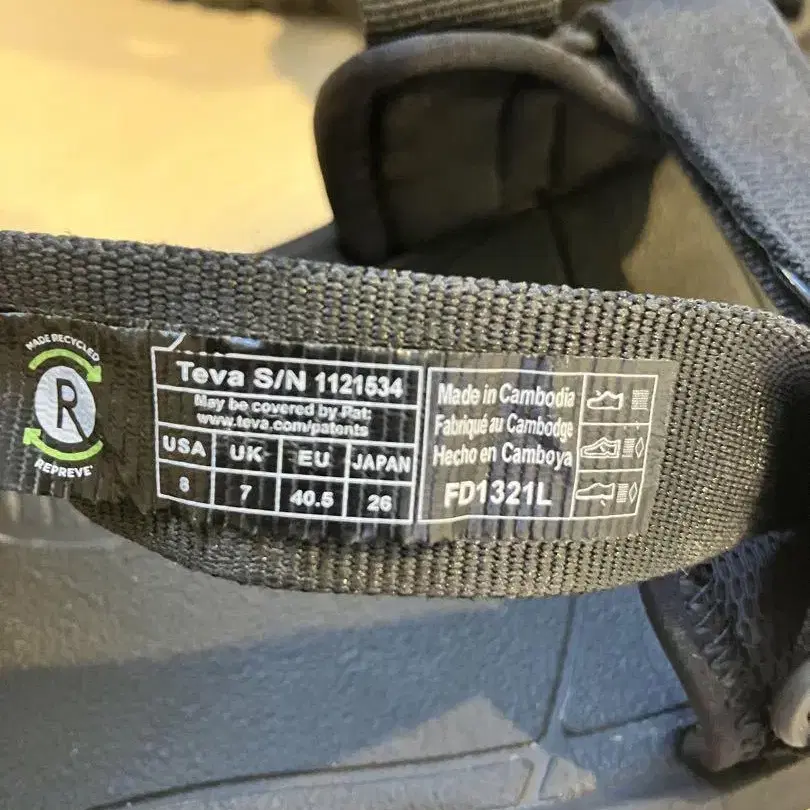 MADE RECYCLED
R
REPREVE
Teva S/N 1121534
May be covered by Pat:
www.teva.com/patents
USA UK EU JAPAN
8 7 40.5 26
Made in Cambodia
Fabriqué au Cambodge
Hecho en Camboya
FD1321L